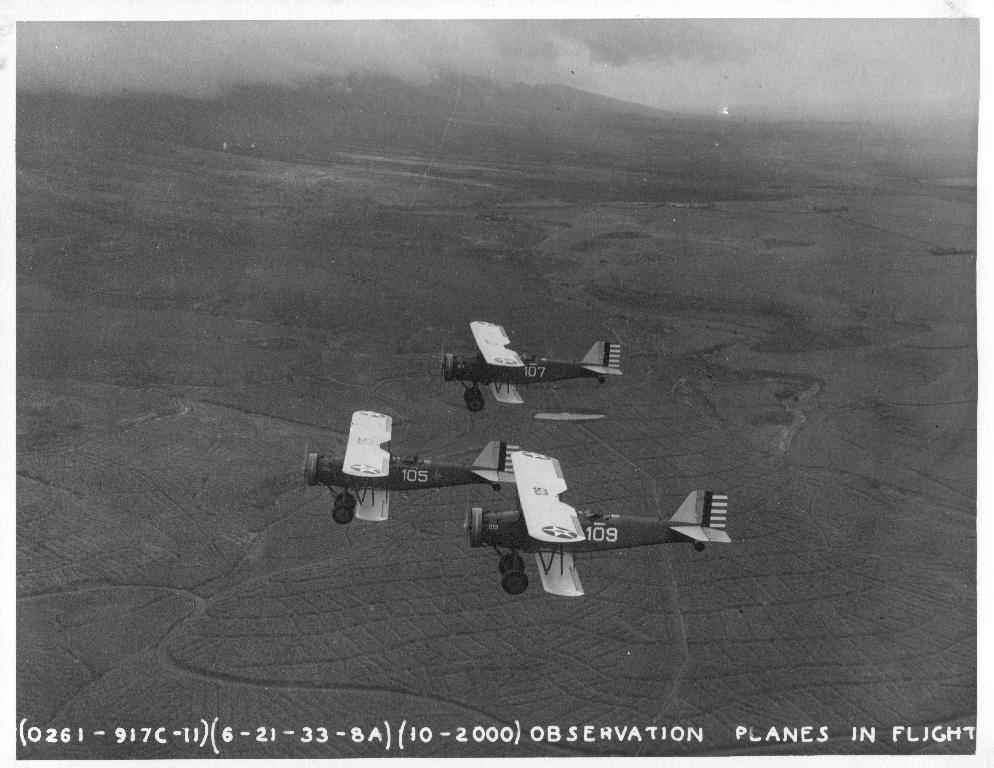 107
105
109
(0261-917C-11)(6-21-33-8A)(10-2000) OBSERVATION PLANES IN FLIGHT